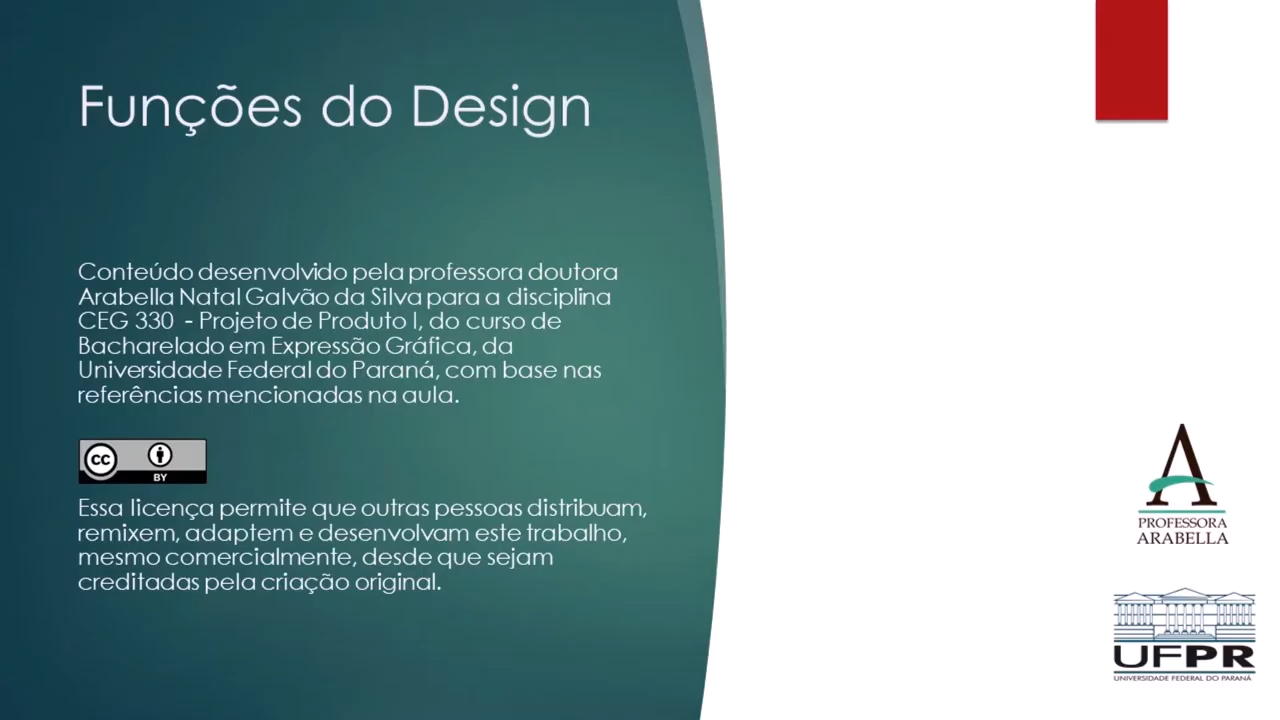 Funções do Design
Conteúdo desenvolvido pela professora doutora
Arabella Natal Galvão da Silva para a disciplina
CEG 330 - Projeto de Produto I, do curso de
Bacharelado em Expressão Gráfica, da
Universidade Federal do Paraná, com base nas
referências mencionadas na aula.
cc
BY
Essa licença permite que outras pessoas distribuam,
remixem, adaptem e desenvolvam este trabalho,
mesmo comercialmente, desde que sejam
creditadas pela criação original.
A
PROFESSORA
ARABELLA
UFPR
UNIVERSIDADE FEDERAL DO PARANÁ